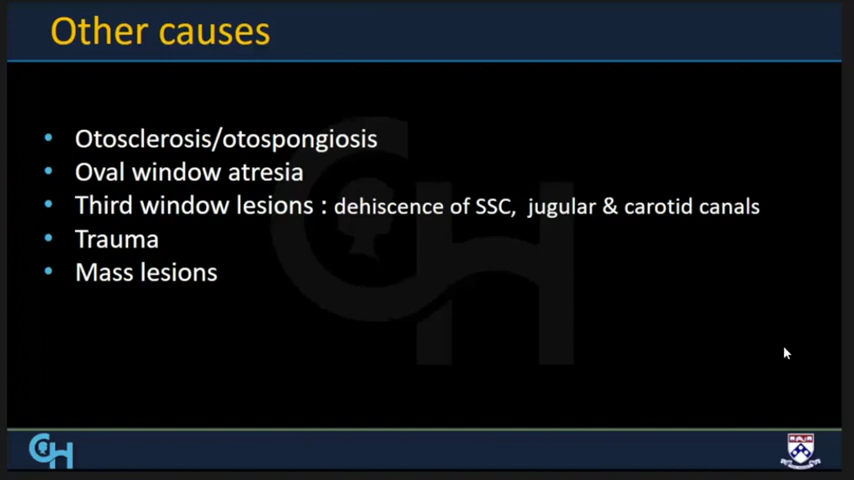 Other causes
• Otosclerosis/otospongiosis
• Oval window atresia
• Third window lesions : dehiscence of SSC, jugular & carotid canals
• Trauma
• Mass lesions
CH